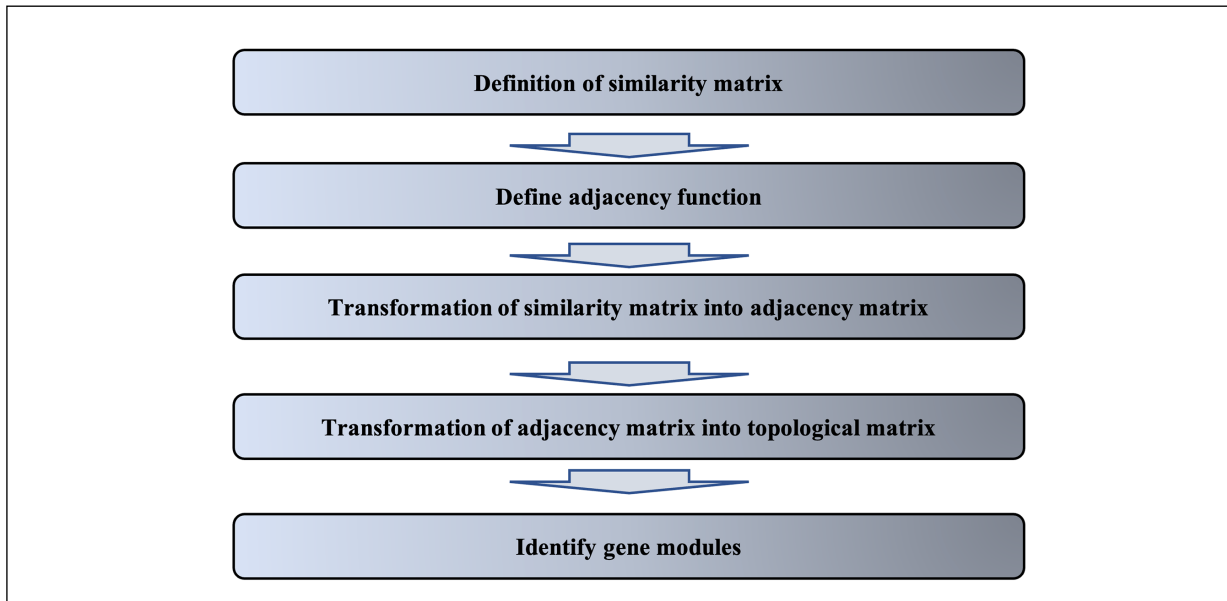 Definition of similarity matrix
Define adjacency function
Transformation of similarity matrix into adjacency matrix
Transformation of adjacency matrix into topological matrix
Identify gene modules